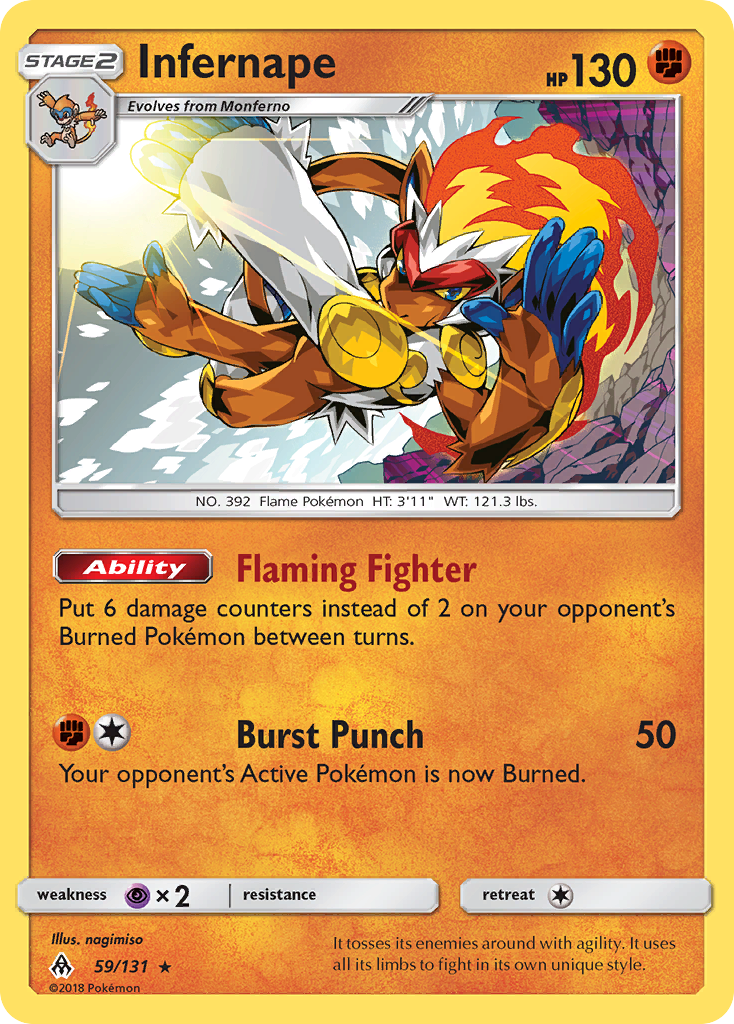 STAGE2
Infernape
HP 130
Evolves from Monferno
NO. 392 Flame Pokémon HT: 3'11" WT: 121.3 lbs.
Ability Flaming Fighter
Put 6 damage counters instead of 2 on your opponent's
Burned Pokémon between turns.
Burst Punch 50
Your opponent's Active Pokémon is now Burned.
weakness ×2 resistance retreat
Illus. nagimiso
59/131 ★
©2018 Pokémon
It tosses its enemies around with agility. It uses
all its limbs to fight in its own unique style.